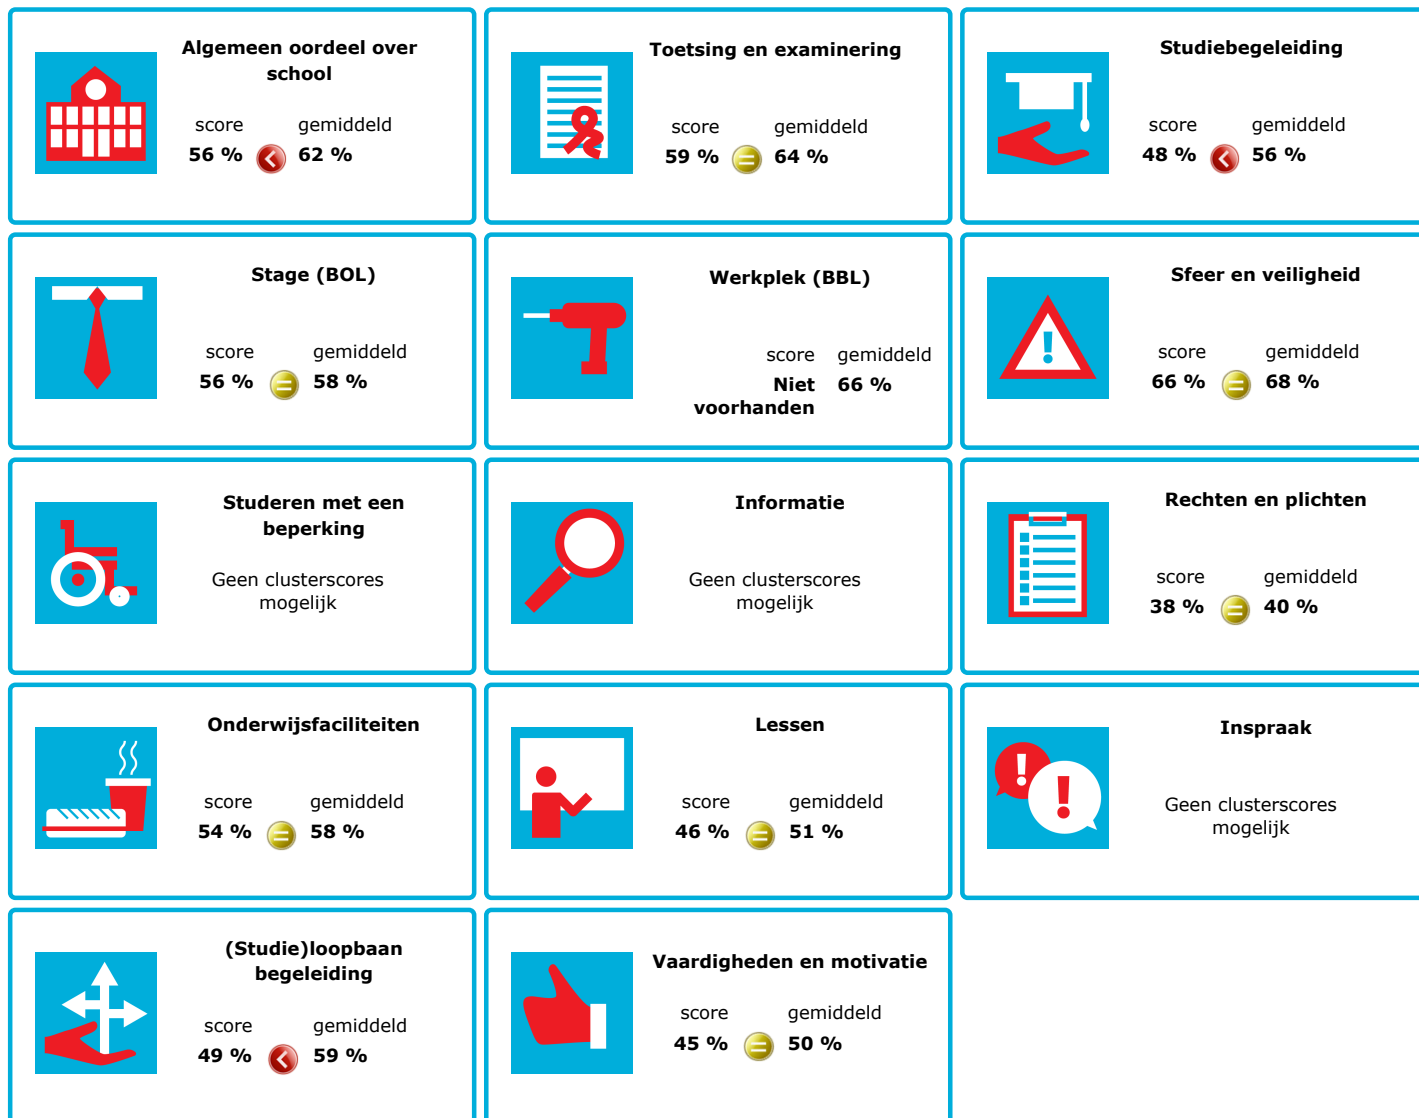 Algemeen oordeel over
school
score gemiddeld
56 % 62 %
Toetsing en examinering
score gemiddeld
59 % 64 %
Studiebegeleiding
score gemiddeld
48 % 56 %
Stage (BOL)
score gemiddeld
56 % 58 %
Werkplek (BBL)
score gemiddeld
Niet 66 %
voorhanden
Sfeer en veiligheid
score gemiddeld
66 % 68 %
Studeren met een
beperking
Geen clusterscores
mogelijk
Informatie
Geen clusterscores
mogelijk
Rechten en plichten
score gemiddeld
38 % 40 %
Onderwijsfaciliteiten
score gemiddeld
54 % 58 %
Lessen
score gemiddeld
46 % 51 %
Inspraak
Geen clusterscores
mogelijk
(Studie)loopbaan
begeleiding
score gemiddeld
49 % 59 %
Vaardigheden en motivatie
score gemiddeld
45 % 50 %